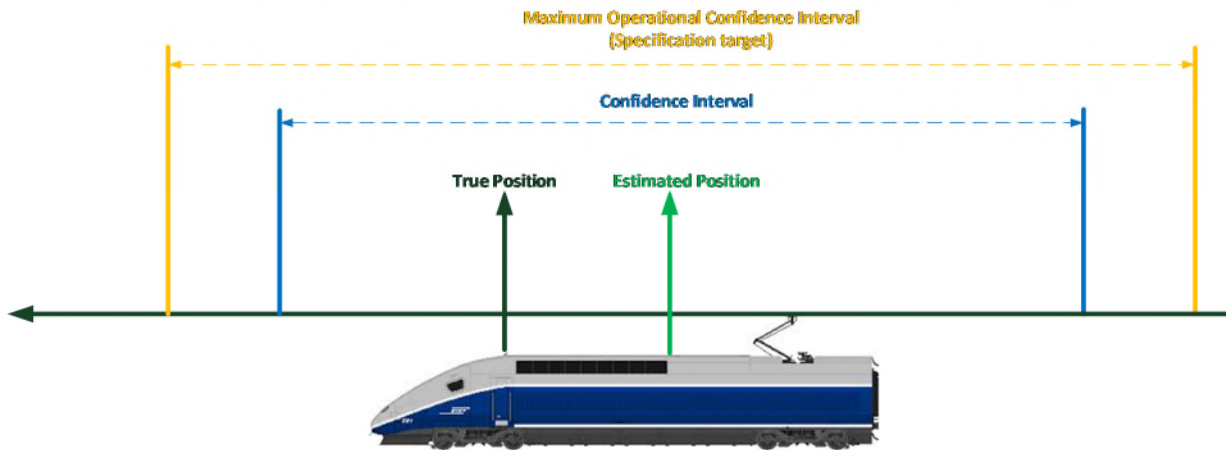 Maximum Operational Confidence Interval
(Specification target)
Confidence Interval
True Position
Estimated Position